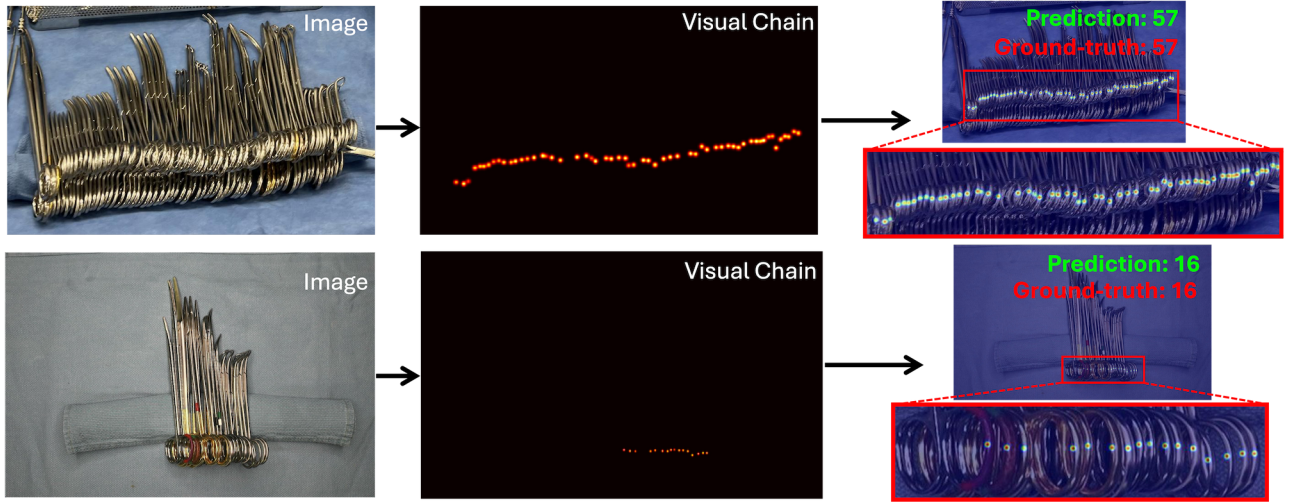 Image
Visual Chain
Prediction: 57
Ground-truth: 57
Image
Visual Chain
Prediction: 16
Ground-truth: 16